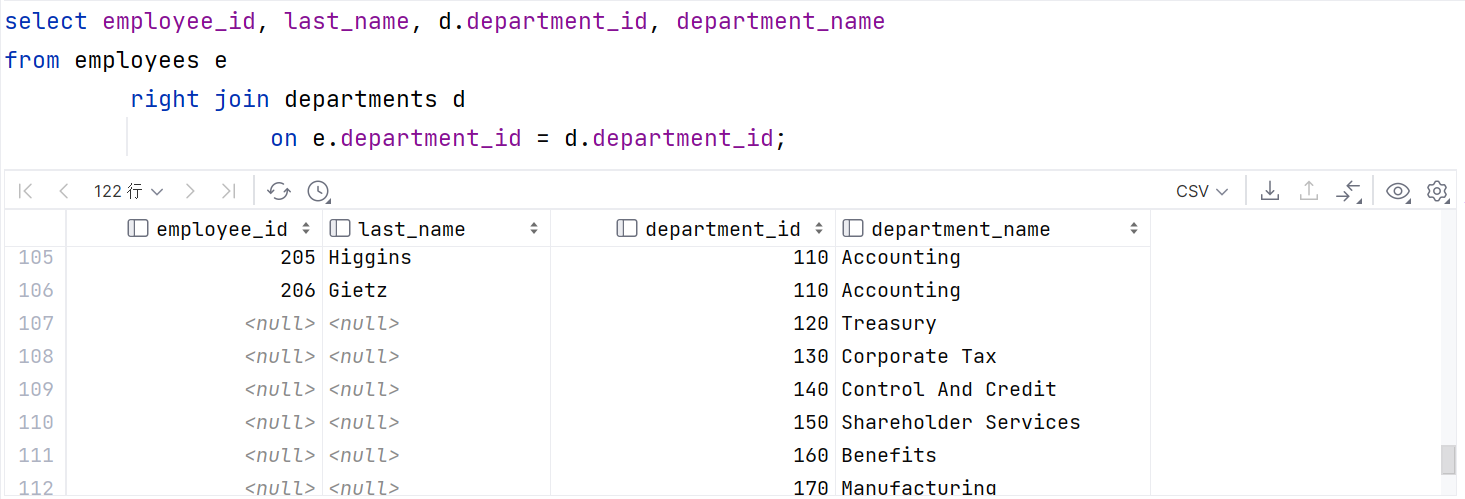 select employee_id, last_name, d.department_id, department_name
from employees e
right join departments d
on e.department_id = d.department_id;
122 行 CSV
employee_id last_name department_id department_name
105 205 Higgins 110 Accounting
106 206 Gietz 110 Accounting
107 <null> <null> 120 Treasury
108 <null> <null> 130 Corporate Tax
109 <null> <null> 140 Control And Credit
110 <null> <null> 150 Shareholder Services
111 <null> <null> 160 Benefits
112 <null> <null> 170 Manufacturing